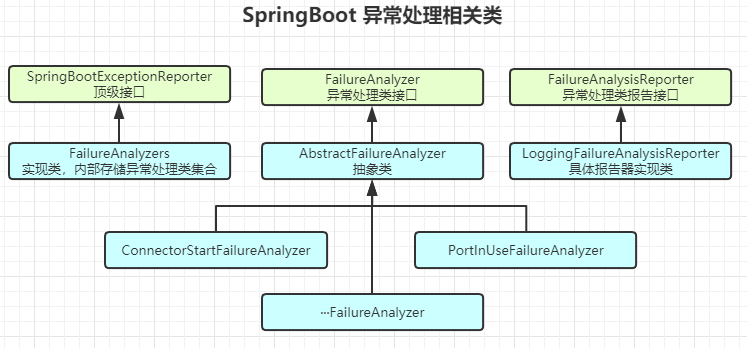 SpringBoot 异常处理相关类
SpringBootExceptionReporter
顶级接口
FailureAnalyzer
异常处理类接口
FailureAnalysisReporter
异常处理类报告接口
FailureAnalyzers
实现类，内部存储异常处理类集合
AbstractFailureAnalyzer
抽象类
LoggingFailureAnalysisReporter
具体报告器实现类
ConnectorStartFailureAnalyzer
PortInUseFailureAnalyzer
···FailureAnalyzer